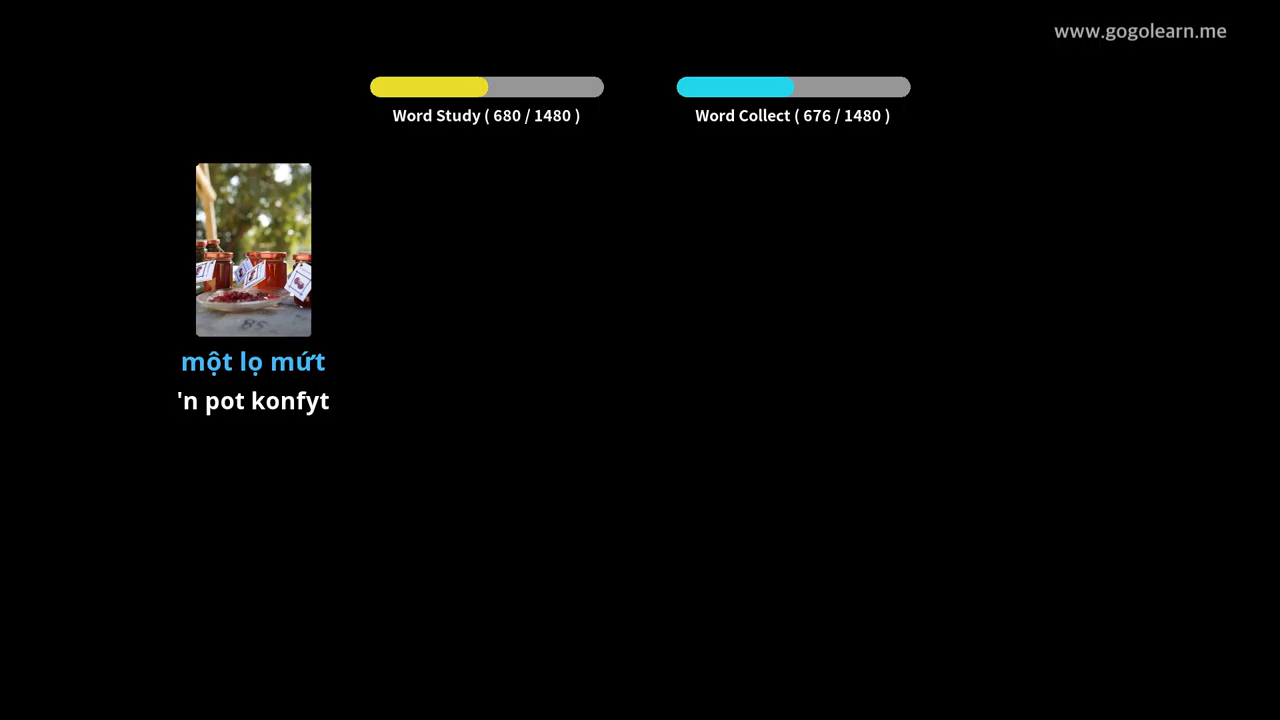 www.gogolearn.me
Word Study ( 680 / 1480 )
Word Collect ( 676 / 1480 )
một lọ mứt
'n pot konfyt